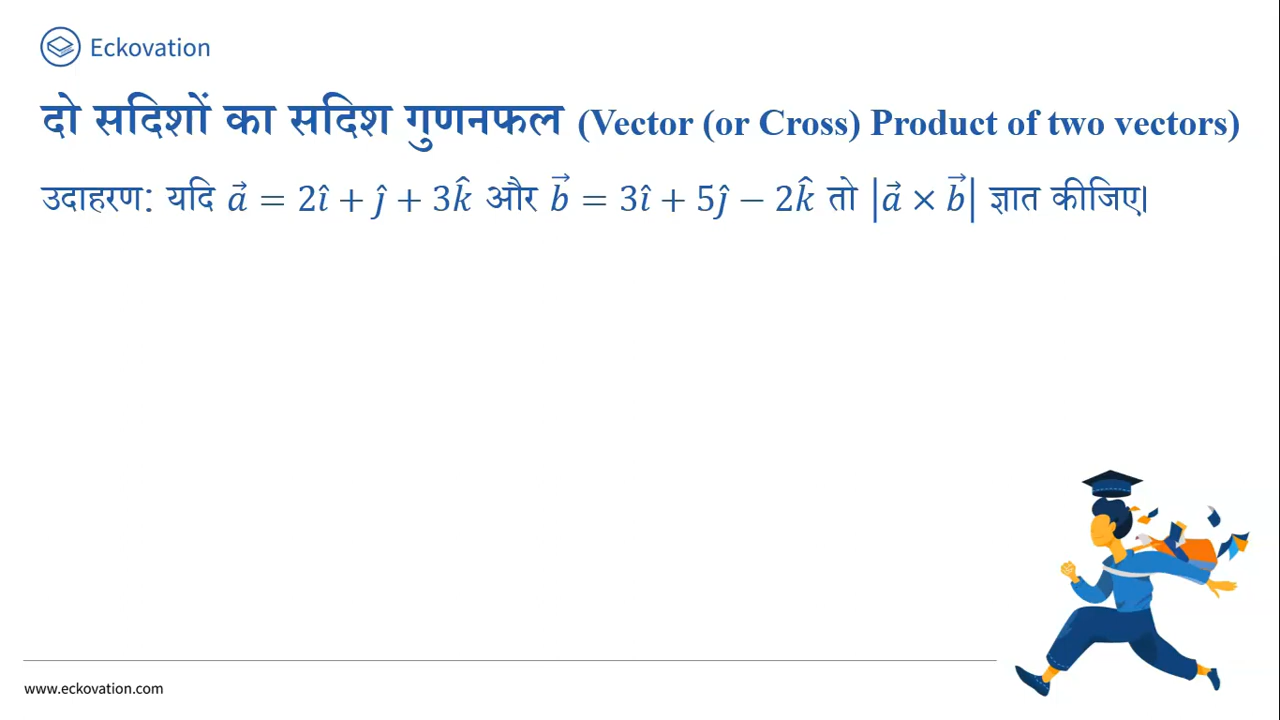 Eckovation
दो सदिशों का सदिश गुणनफल (Vector (or Cross) Product of two vectors)
उदाहरण: यदि a⃗ = 2î + ĵ + 3k̂ और b⃗ = 3î + 5ĵ − 2k̂ तो |a⃗ × b⃗| ज्ञात कीजिए।
www.eckovation.com